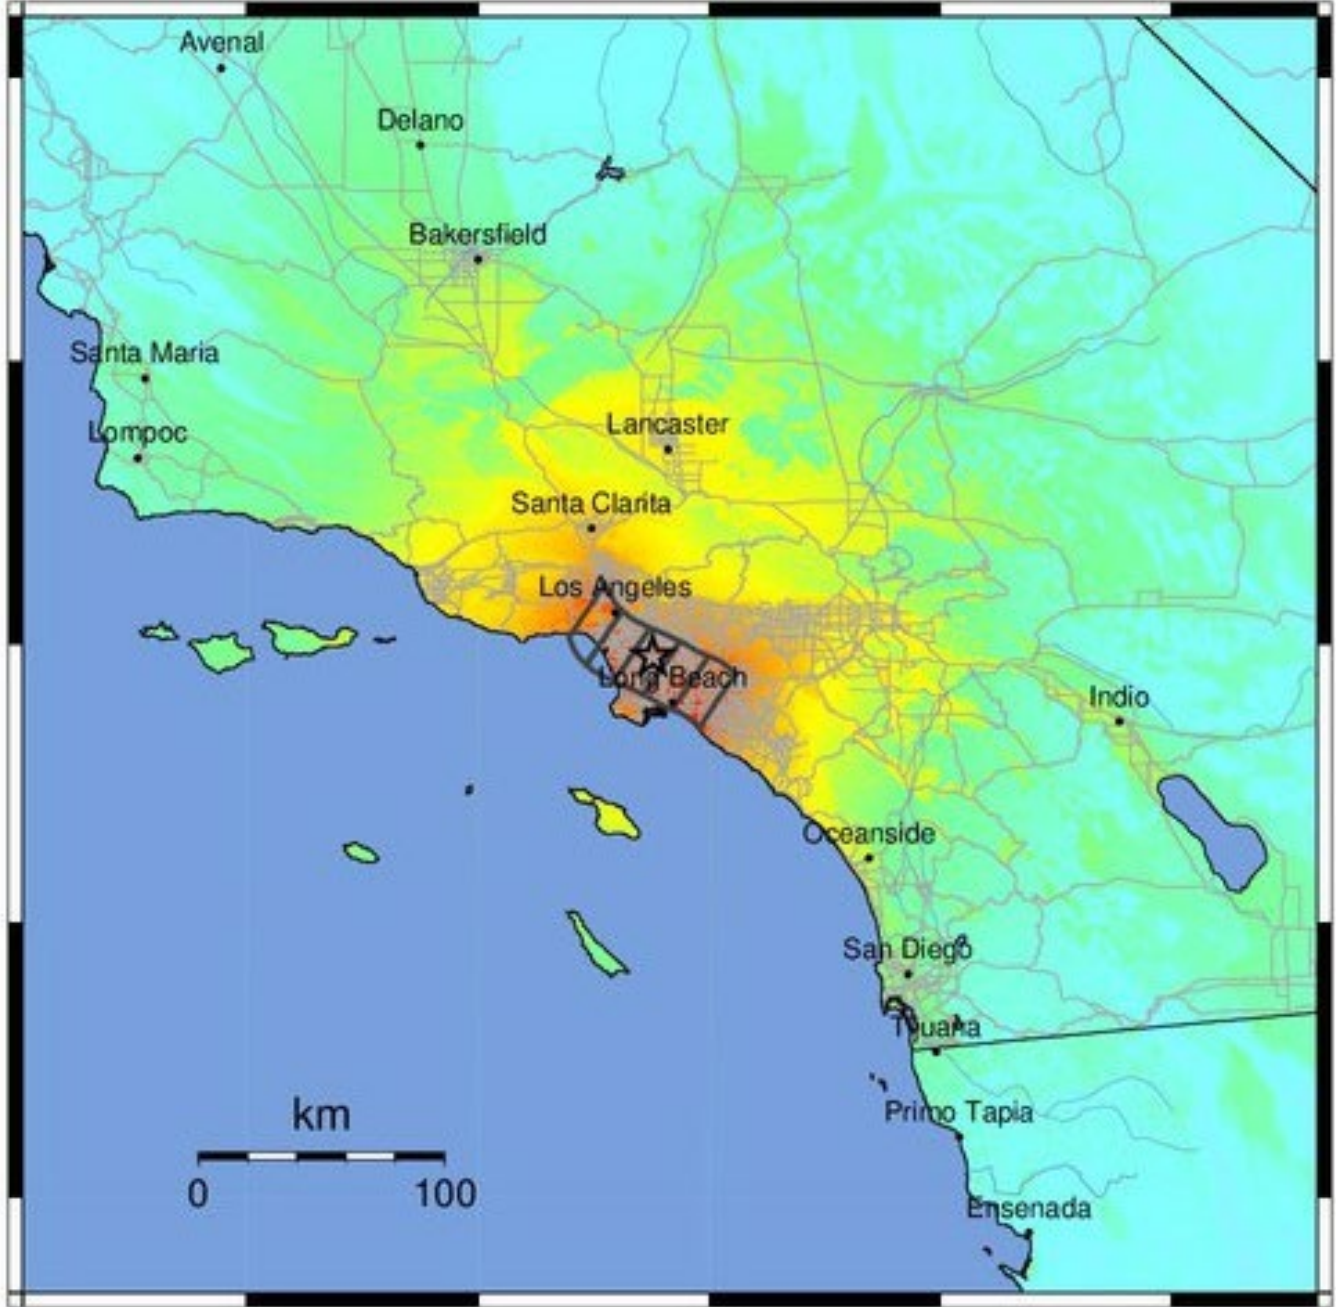 Avenal
Delano
Bakersfield
Santa Maria
Lancaster
Lompoc
Santa Clarita
Los Angeles
Long Beach
Indio
Oceanside
San Diego
Tijuana
Primo Tapia
km
0 100
Ensenada